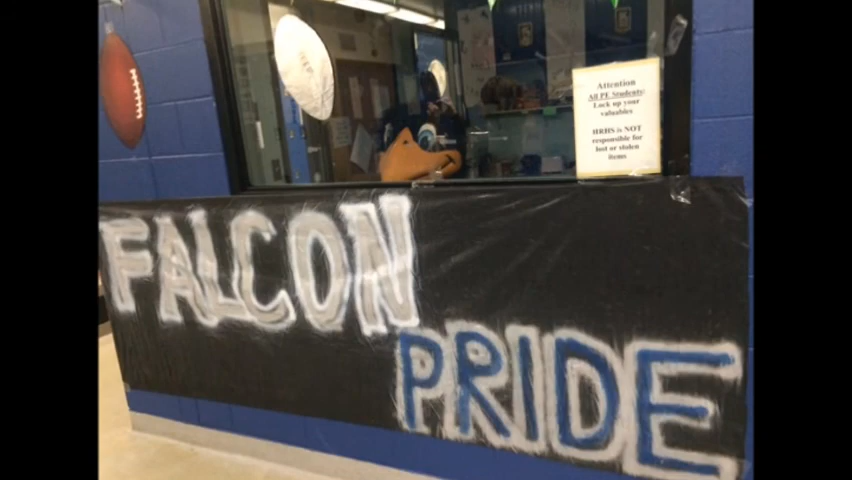 Attention
All PE Students:
Lock up your
valuables
HRHS is NOT
responsible for
lost or stolen
items
FALCON
PRIDE